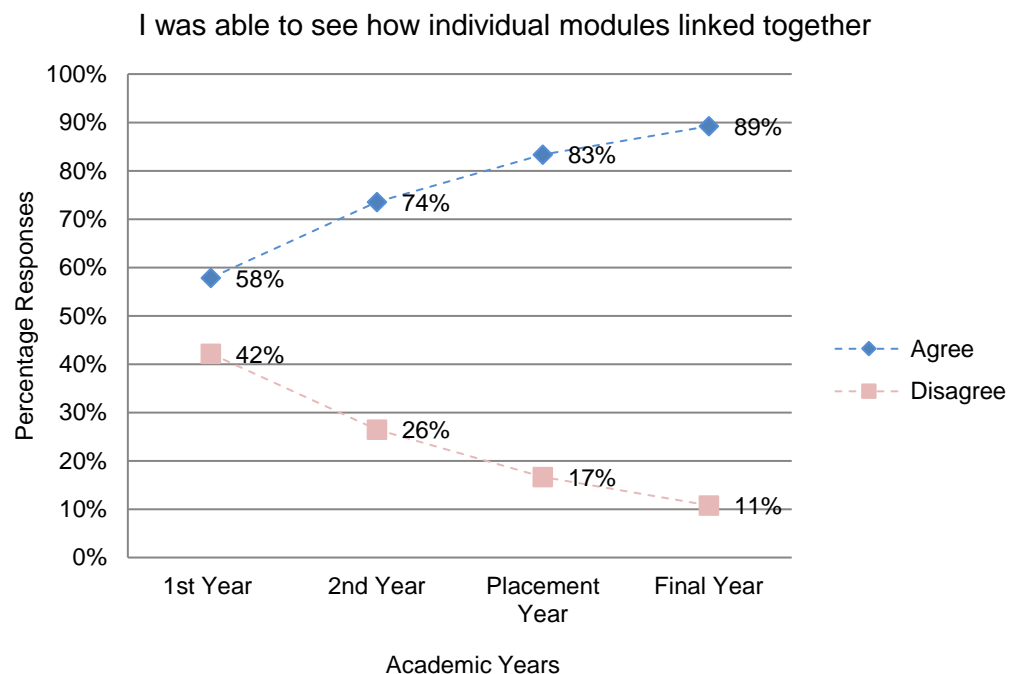 I was able to see how individual modules linked together
100%
90%
80%
70%
60%
50%
40%
30%
20%
10%
0%
Percentage Responses
58%
74%
83%
89%
42%
26%
17%
11%
1st Year
2nd Year
Placement
Year
Final Year
Academic Years
Agree
Disagree